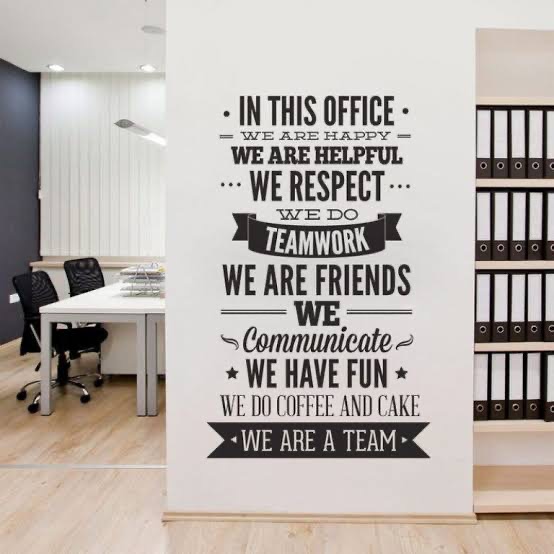 IN THIS OFFICE
WE ARE HAPPY
WE ARE HELPFUL
WE RESPECT
WE DO
TEAMWORK
WE ARE FRIENDS
WE
Communicate
WE HAVE FUN
WE DO COFFEE AND CAKE
WE ARE A TEAM